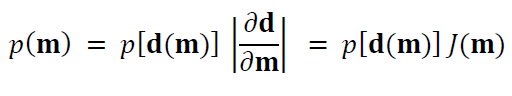 p(𝐦) = p[𝐝(𝐦)] |∂𝐝/∂𝐦| = p[𝐝(𝐦)] J(𝐦)